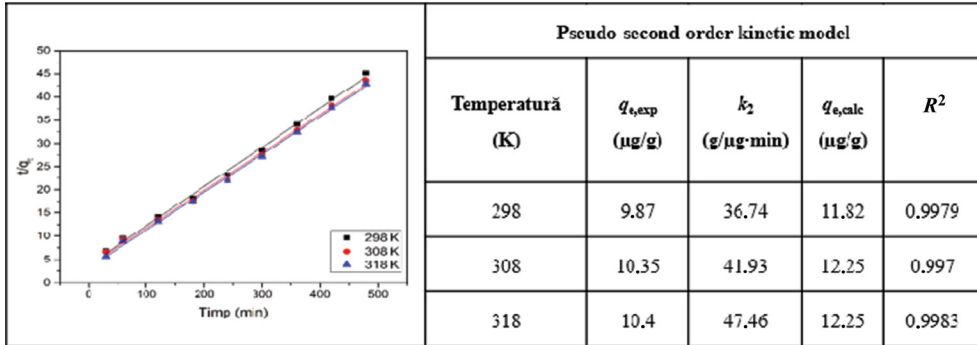 50
45
40
35
30
25
20
15
10
5
0
t/qt
0 100 200 300 400 500
Timp (min)
298 K
308 K
318 K
Pseudo second order kinetic model
Temperatură (K)
qe,exp (µg/g)
k2 (g/µg·min)
qe,calc (µg/g)
R2
298 9.87 36.74 11.82 0.9979
308 10.35 41.93 12.25 0.997
318 10.4 47.46 12.25 0.9983